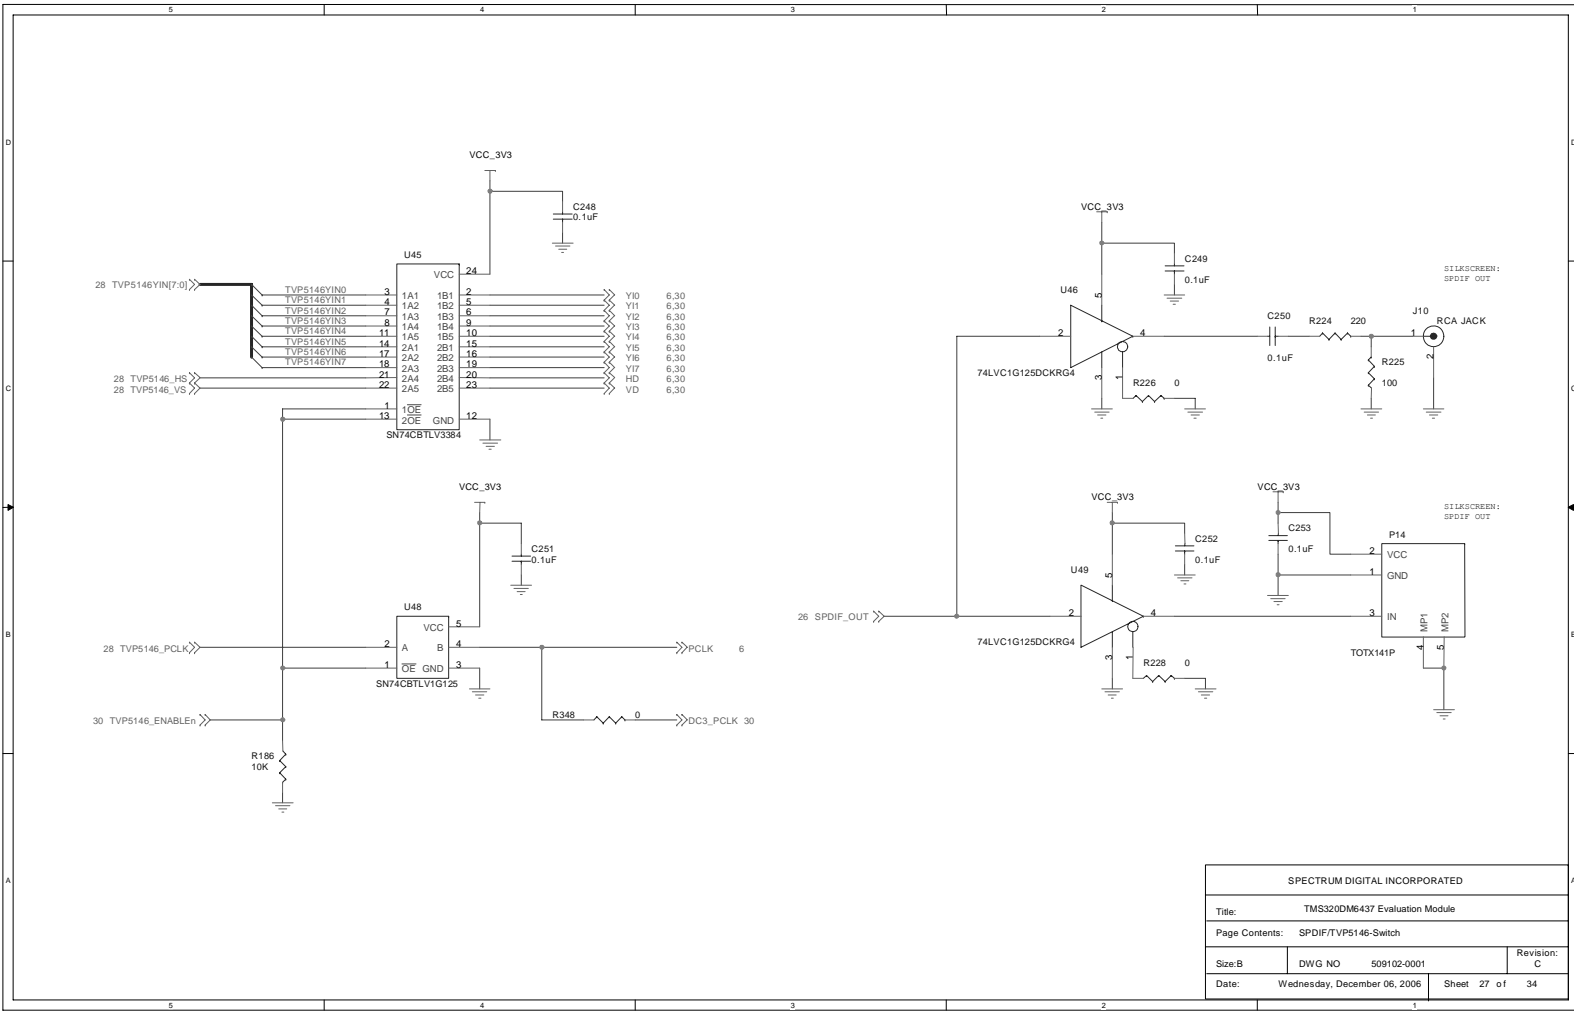 5 4 3 2 1
D
D
C
C
B
B
A
A
VCC_3V3
C248
0.1uF
U45
VCC 24
28 TVP5146YIN[7:0]
TVP5146YIN0 3 1A1 1B1 2 YI0 6,30
TVP5146YIN1 4 1A2 1B2 5 YI1 6,30
TVP5146YIN2 7 1A3 1B3 6 YI2 6,30
TVP5146YIN3 8 1A4 1B4 9 YI3 6,30
TVP5146YIN4 11 1A5 1B5 10 YI4 6,30
TVP5146YIN5 14 2A1 2B1 15 YI5 6,30
TVP5146YIN6 17 2A2 2B2 16 YI6 6,30
TVP5146YIN7 18 2A3 2B3 19 YI7 6,30
28 TVP5146_HS 21 2A4 2B4 20 HD 6,30
28 TVP5146_VS 22 2A5 2B5 23 VD 6,30
1 1OE
13 2OE GND 12
SN74CBTLV3384
VCC_3V3
C251
0.1uF
U48
VCC 5
28 TVP5146_PCLK 2 A B 4 PCLK 6
1 OE GND 3
SN74CBTLV1G125
30 TVP5146_ENABLEn
R348 0 DC3_PCLK 30
R186
10K
VCC_3V3
C249
0.1uF
U46
5
2
4
3
1
74LVC1G125DCKRG4
R226 0
C250
0.1uF
R224 220
R225
100
SILKSCREEN:
SPDIF OUT
J10
RCA JACK
1
2
26 SPDIF_OUT
VCC_3V3
C252
0.1uF
U49
5
2
4
3
1
74LVC1G125DCKRG4
R228 0
VCC_3V3
C253
0.1uF
SILKSCREEN:
SPDIF OUT
P14
2 VCC
1 GND
3 IN
MP1
MP2
4
5
TOTX141P
SPECTRUM DIGITAL INCORPORATED
Title: TMS320DM6437 Evaluation Module
Page Contents: SPDIF/TVP5146-Switch
Size:B DWG NO 509102-0001 Revision: C
Date: Wednesday, December 06, 2006 Sheet 27 of 34
5 4 3 2 1